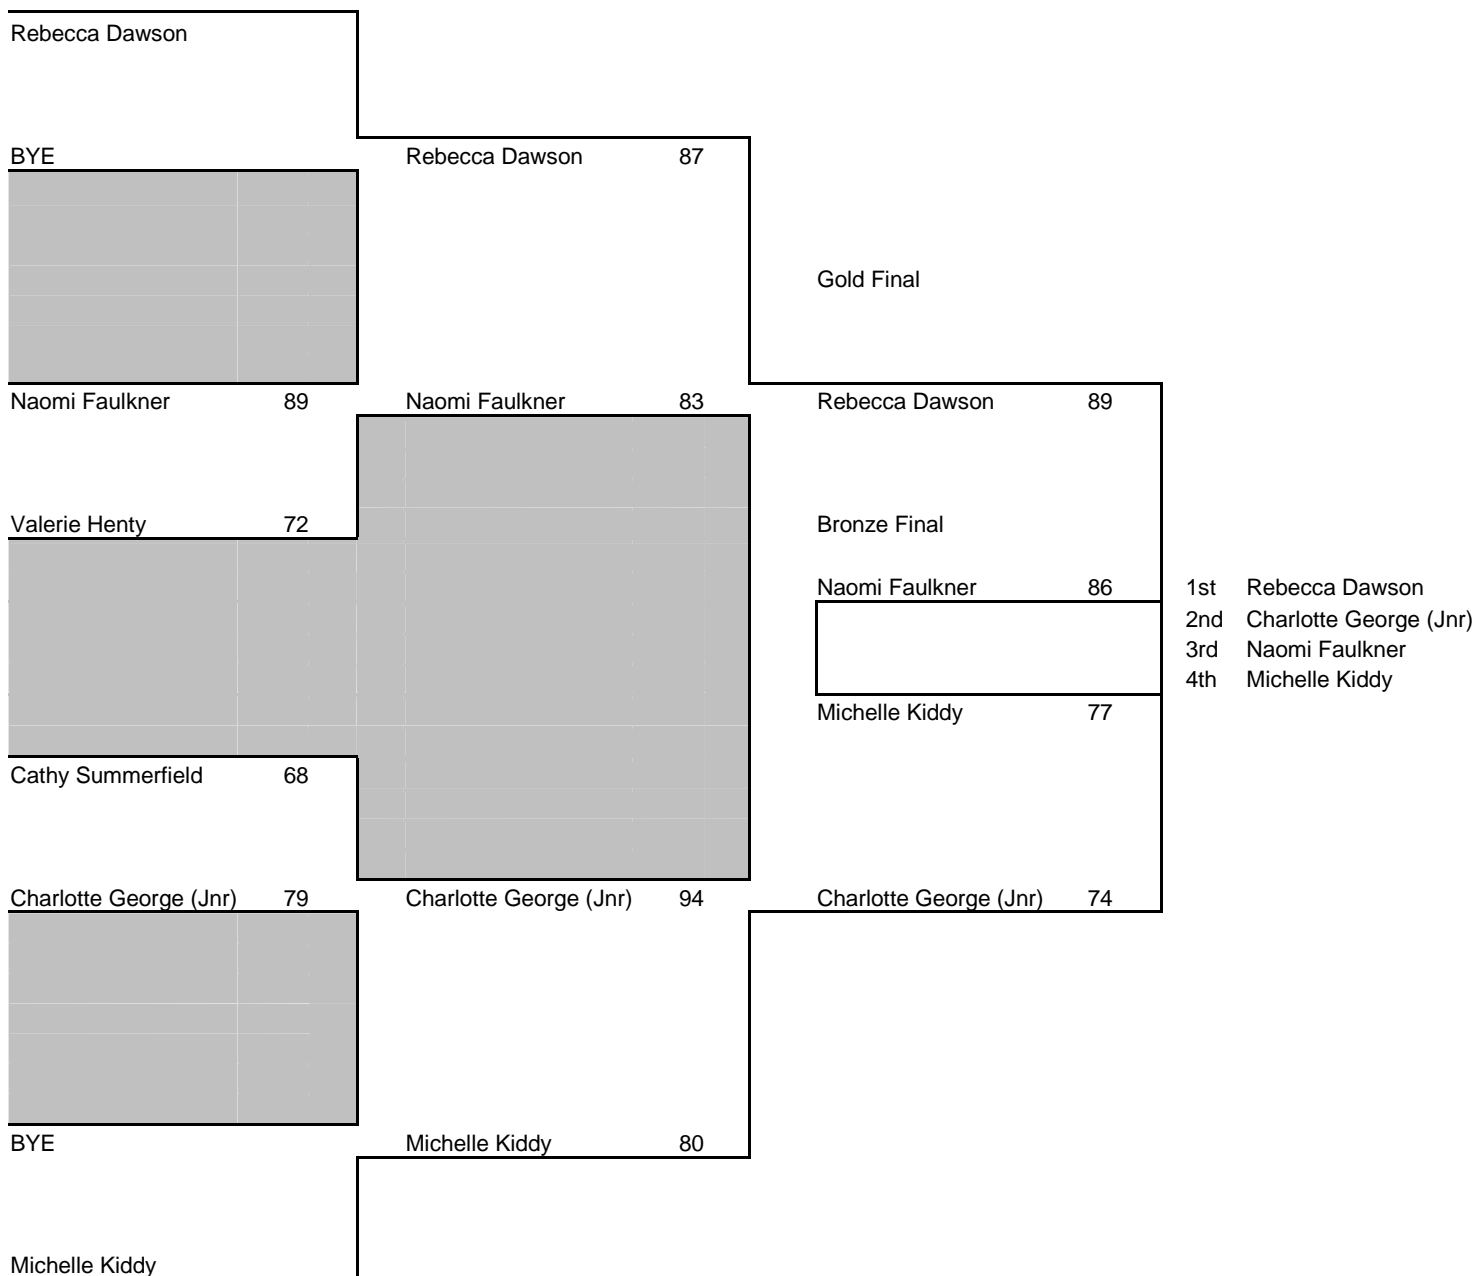 Rebecca Dawson
BYE Rebecca Dawson 87
Gold Final
Naomi Faulkner 89 Naomi Faulkner 83 Rebecca Dawson 89
Valerie Henty 72 Bronze Final
Naomi Faulkner 86 1st Rebecca Dawson
2nd Charlotte George (Jnr)
3rd Naomi Faulkner
4th Michelle Kiddy
Michelle Kiddy 77
Cathy Summerfield 68
Charlotte George (Jnr) 79 Charlotte George (Jnr) 94 Charlotte George (Jnr) 74
BYE Michelle Kiddy 80
Michelle Kiddy